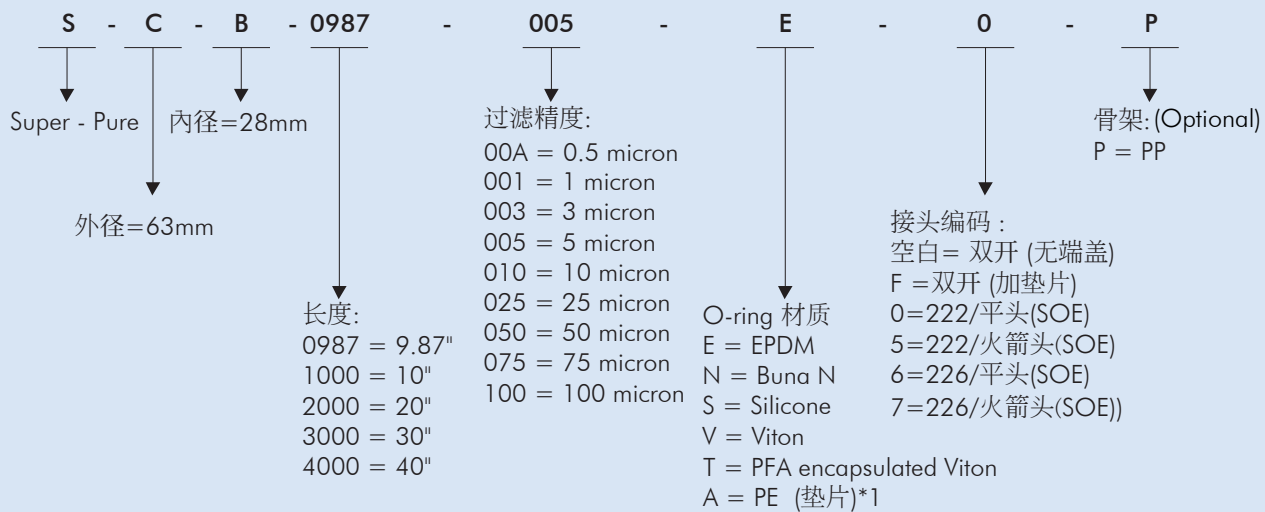 S - C - B - 0987 - 005 - E - 0 - P
Super - Pure
內径=28mm
外径=63mm
长度:
0987 = 9.87"
1000 = 10"
2000 = 20"
3000 = 30"
4000 = 40"
过滤精度:
00A = 0.5 micron
001 = 1 micron
003 = 3 micron
005 = 5 micron
010 = 10 micron
025 = 25 micron
050 = 50 micron
075 = 75 micron
100 = 100 micron
O-ring 材质
E = EPDM
N = Buna N
S = Silicone
V = Viton
T = PFA encapsulated Viton
A = PE (垫片)*1
接头编码 :
空白= 双开 (无端盖)
F =双开 (加垫片)
0=222/平头(SOE)
5=222/火箭头(SOE)
6=226/平头(SOE)
7=226/火箭头(SOE))
骨架: (Optional)
P = PP